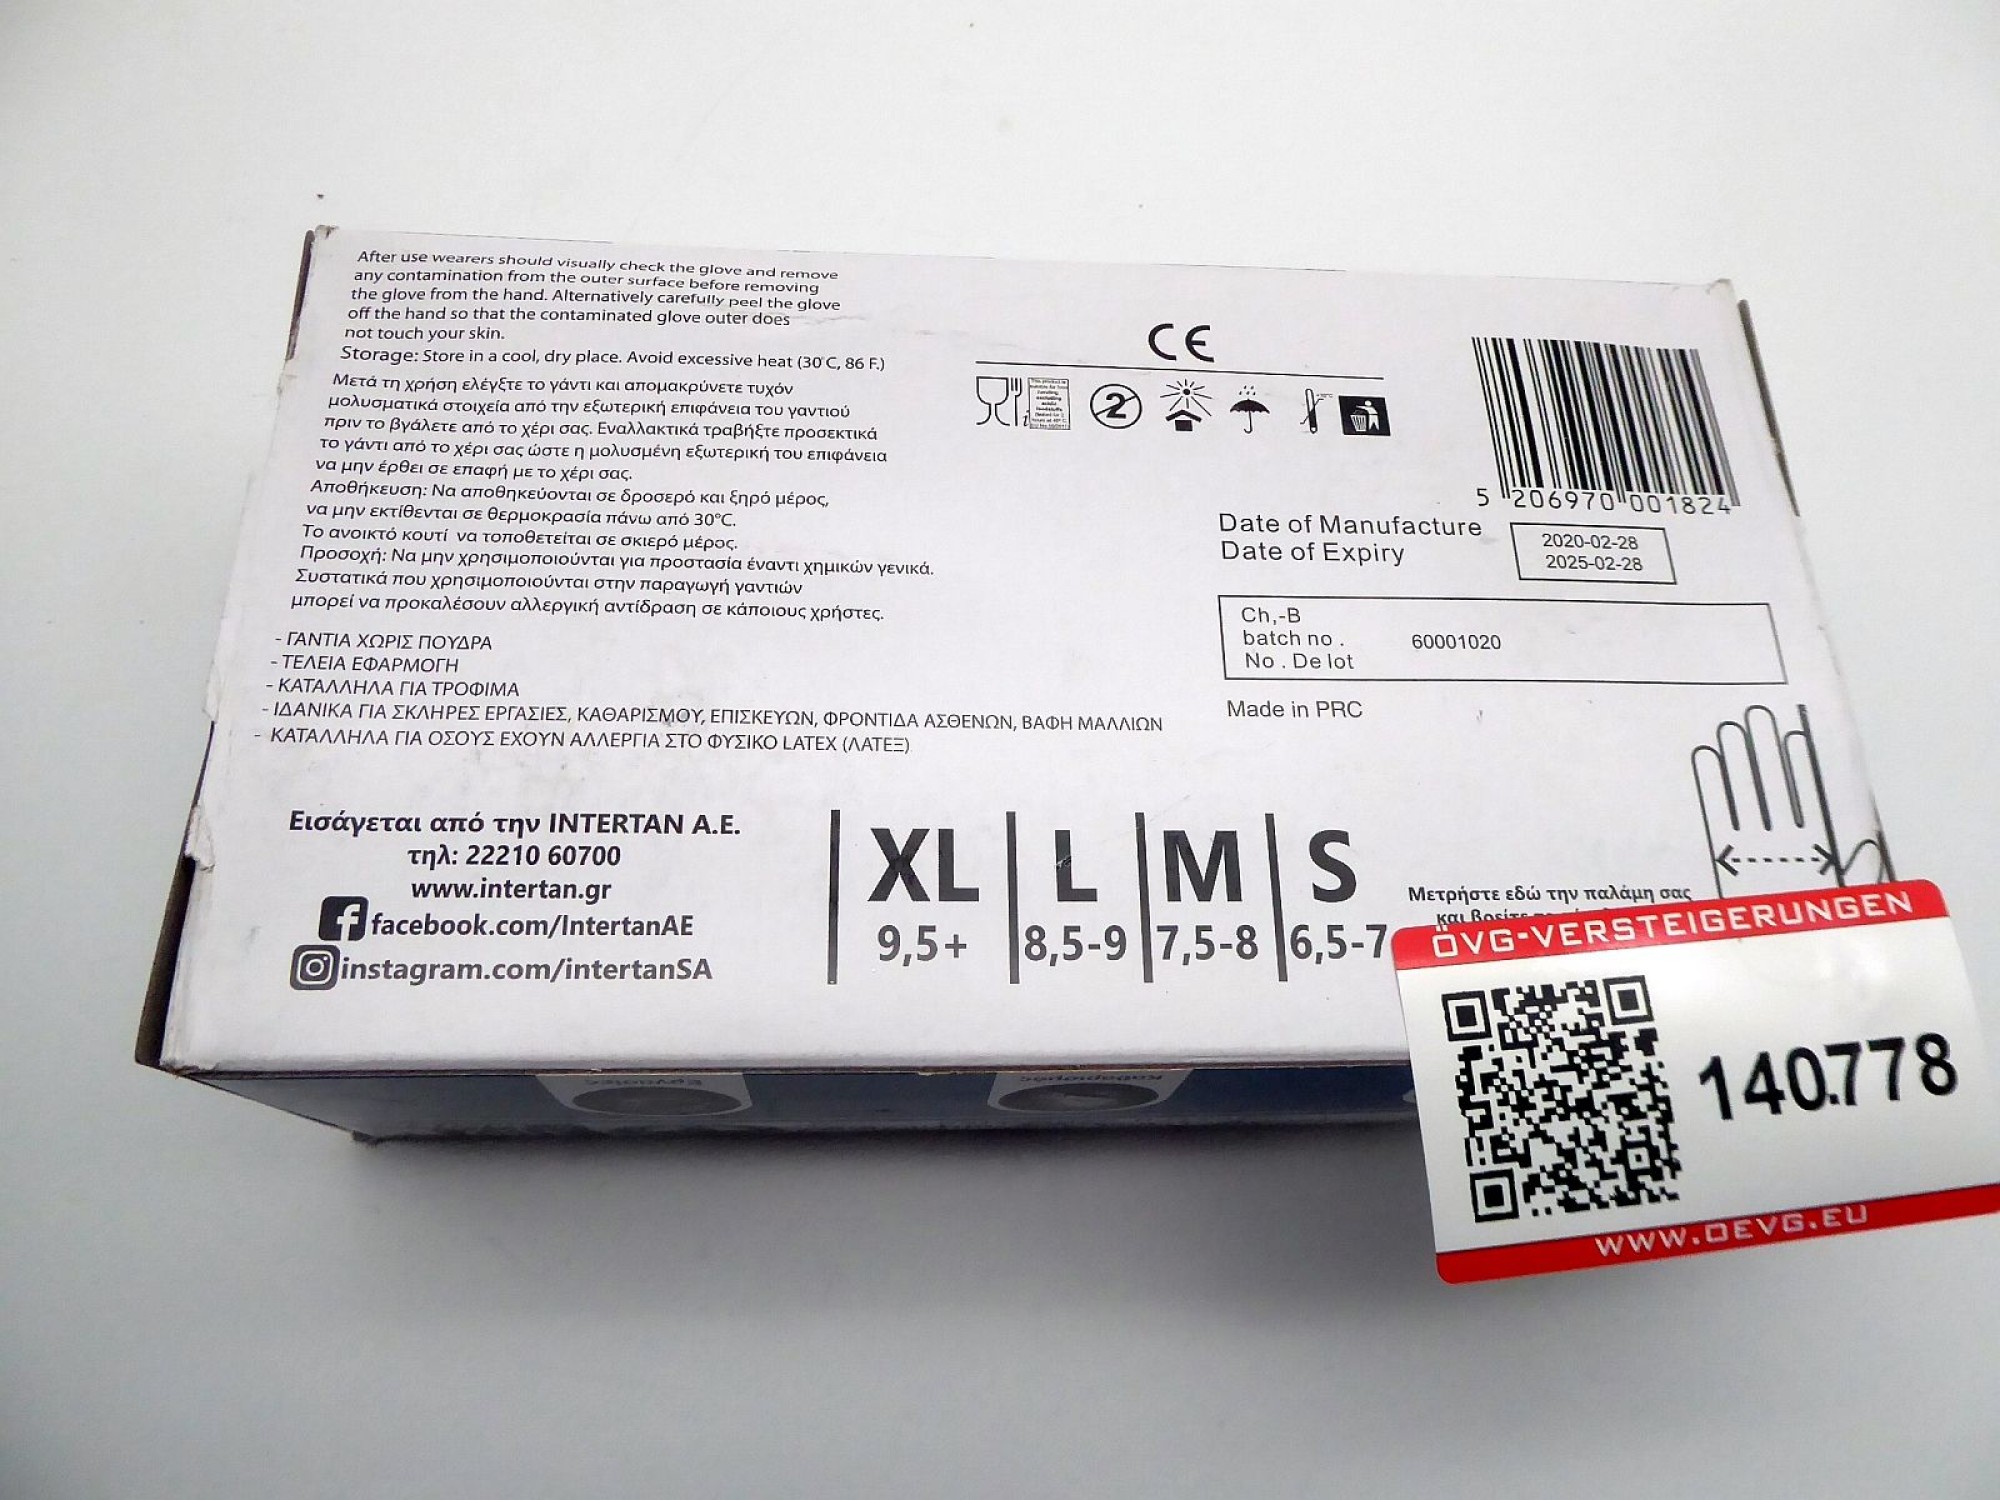 After use wearers should visually check the glove and remove
any contamination from the outer surface before removing
the glove from the hand. Alternatively carefully peel the glove
off the hand so that the contaminated glove outer does
not touch your skin.
Storage: Store in a cool, dry place. Avoid excessive heat (30°C, 86 F.)
Μετά τη χρήση ελέγξτε το γάντι και απομακρύνετε τυχόν
μολυσματικά στοιχεία από την εξωτερική επιφάνεια του γαντιού
πριν το βγάλετε από το χέρι σας. Εναλλακτικά τραβήξτε προσεκτικά
το γάντι από το χέρι σας ώστε η μολυσμένη εξωτερική του επιφάνεια
να μην έρθει σε επαφή με το χέρι σας.
Αποθήκευση: Να αποθηκεύονται σε δροσερό και ξηρό μέρος,
να μην εκτίθενται σε θερμοκρασία πάνω από 30°C.
Το ανοικτό κουτί να τοποθετείται σε σκιερό μέρος.
Προσοχή: Να μην χρησιμοποιούνται για προστασία έναντι χημικών γενικά.
Συστατικά που χρησιμοποιούνται στην παραγωγή γαντιών
μπορεί να προκαλέσουν αλλεργική αντίδραση σε κάποιους χρήστες.
- ΓΑΝΤΙΑ ΧΩΡΙΣ ΠΟΥΔΡΑ
- ΤΕΛΕΙΑ ΕΦΑΡΜΟΓΗ
- ΚΑΤΑΛΛΗΛΑ ΓΙΑ ΤΡΟΦΙΜΑ
- ΙΔΑΝΙΚΑ ΓΙΑ ΣΚΛΗΡΕΣ ΕΡΓΑΣΙΕΣ, ΚΑΘΑΡΙΣΜΟΥ, ΕΠΙΣΚΕΥΩΝ, ΦΡΟΝΤΙΔΑ ΑΣΘΕΝΩΝ, ΒΑΦΗ ΜΑΛΛΙΩΝ
- ΚΑΤΑΛΛΗΛΑ ΓΙΑ ΟΣΟΥΣ ΕΧΟΥΝ ΑΛΛΕΡΓΙΑ ΣΤΟ ΦΥΣΙΚΟ LATEX (ΛΑΤΕΞ)
Εισάγεται από την INTERTAN A.E.
τηλ: 22210 60700
www.intertan.gr
facebook.com/IntertanAE
instagram.com/intertanSA
CE
2
5 206970 001824
Date of Manufacture 2020-02-28
Date of Expiry 2025-02-28
Ch,-B
batch no . 60001020
No . De lot
Made in PRC
XL L M S
9,5+ 8,5-9 7,5-8 6,5-7
Μετρήστε εδώ την παλάμη σας
και
ÖVG-VERSTEIGERUNGEN
140.778
WWW.OEVG.EU
Εργασίες
Καθαρισμός